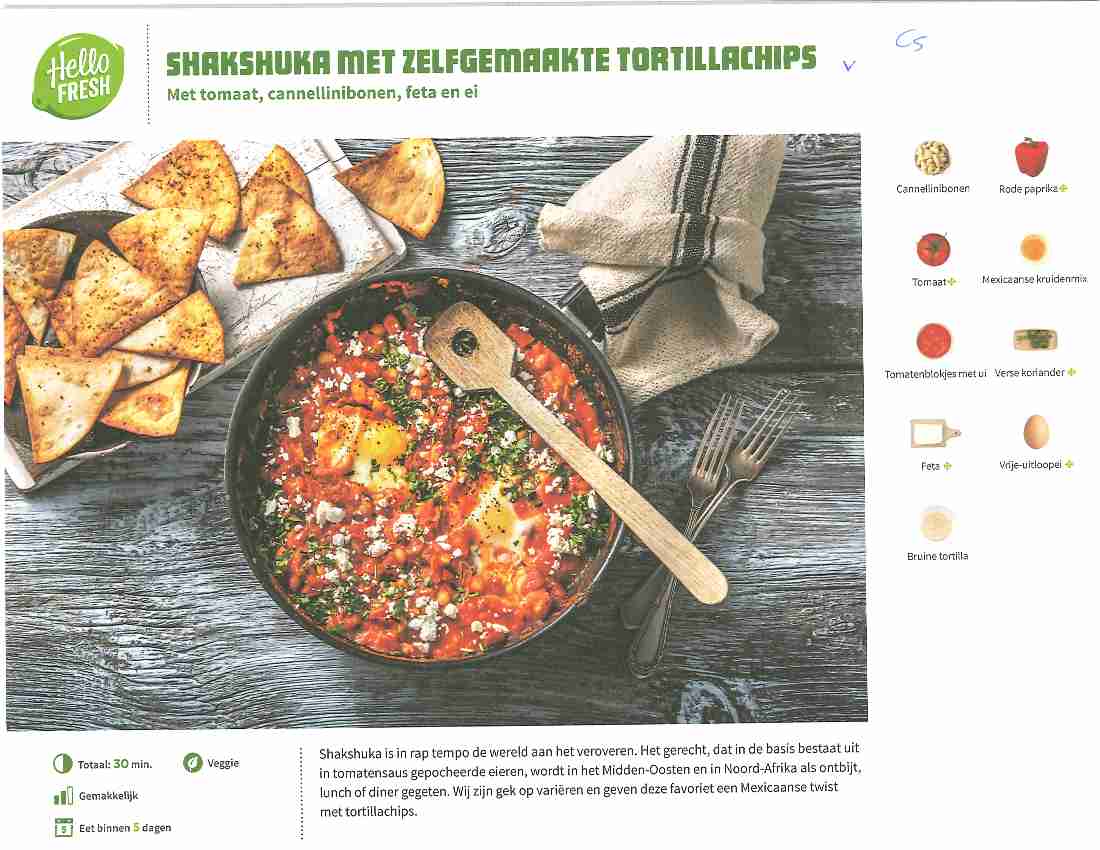 Hello
FRESH
SHAKSHUKA MET ZELFGEMAAKTE TORTILLACHIPS
Met tomaat, cannellinibonen, feta en ei
v
C5
Cannellinibonen
Rode paprika
Tomaat
Mexicaanse kruidenmix
Tomatenblokjes met ui
Verse koriander
Feta
Vrije-uitloopei
Bruine tortilla
Totaal: 30 min.
Veggie
Gemakkelijk
5
Eet binnen 5 dagen
Shakshuka is in rap tempo de wereld aan het veroveren. Het gerecht, dat in de basis bestaat uit
in tomatensaus gepocheerde eieren, wordt in het Midden-Oosten en in Noord-Afrika als ontbijt,
lunch of diner gegeten. Wij zijn gek op variëren en geven deze favoriet een Mexicaanse twist
met tortillachips.